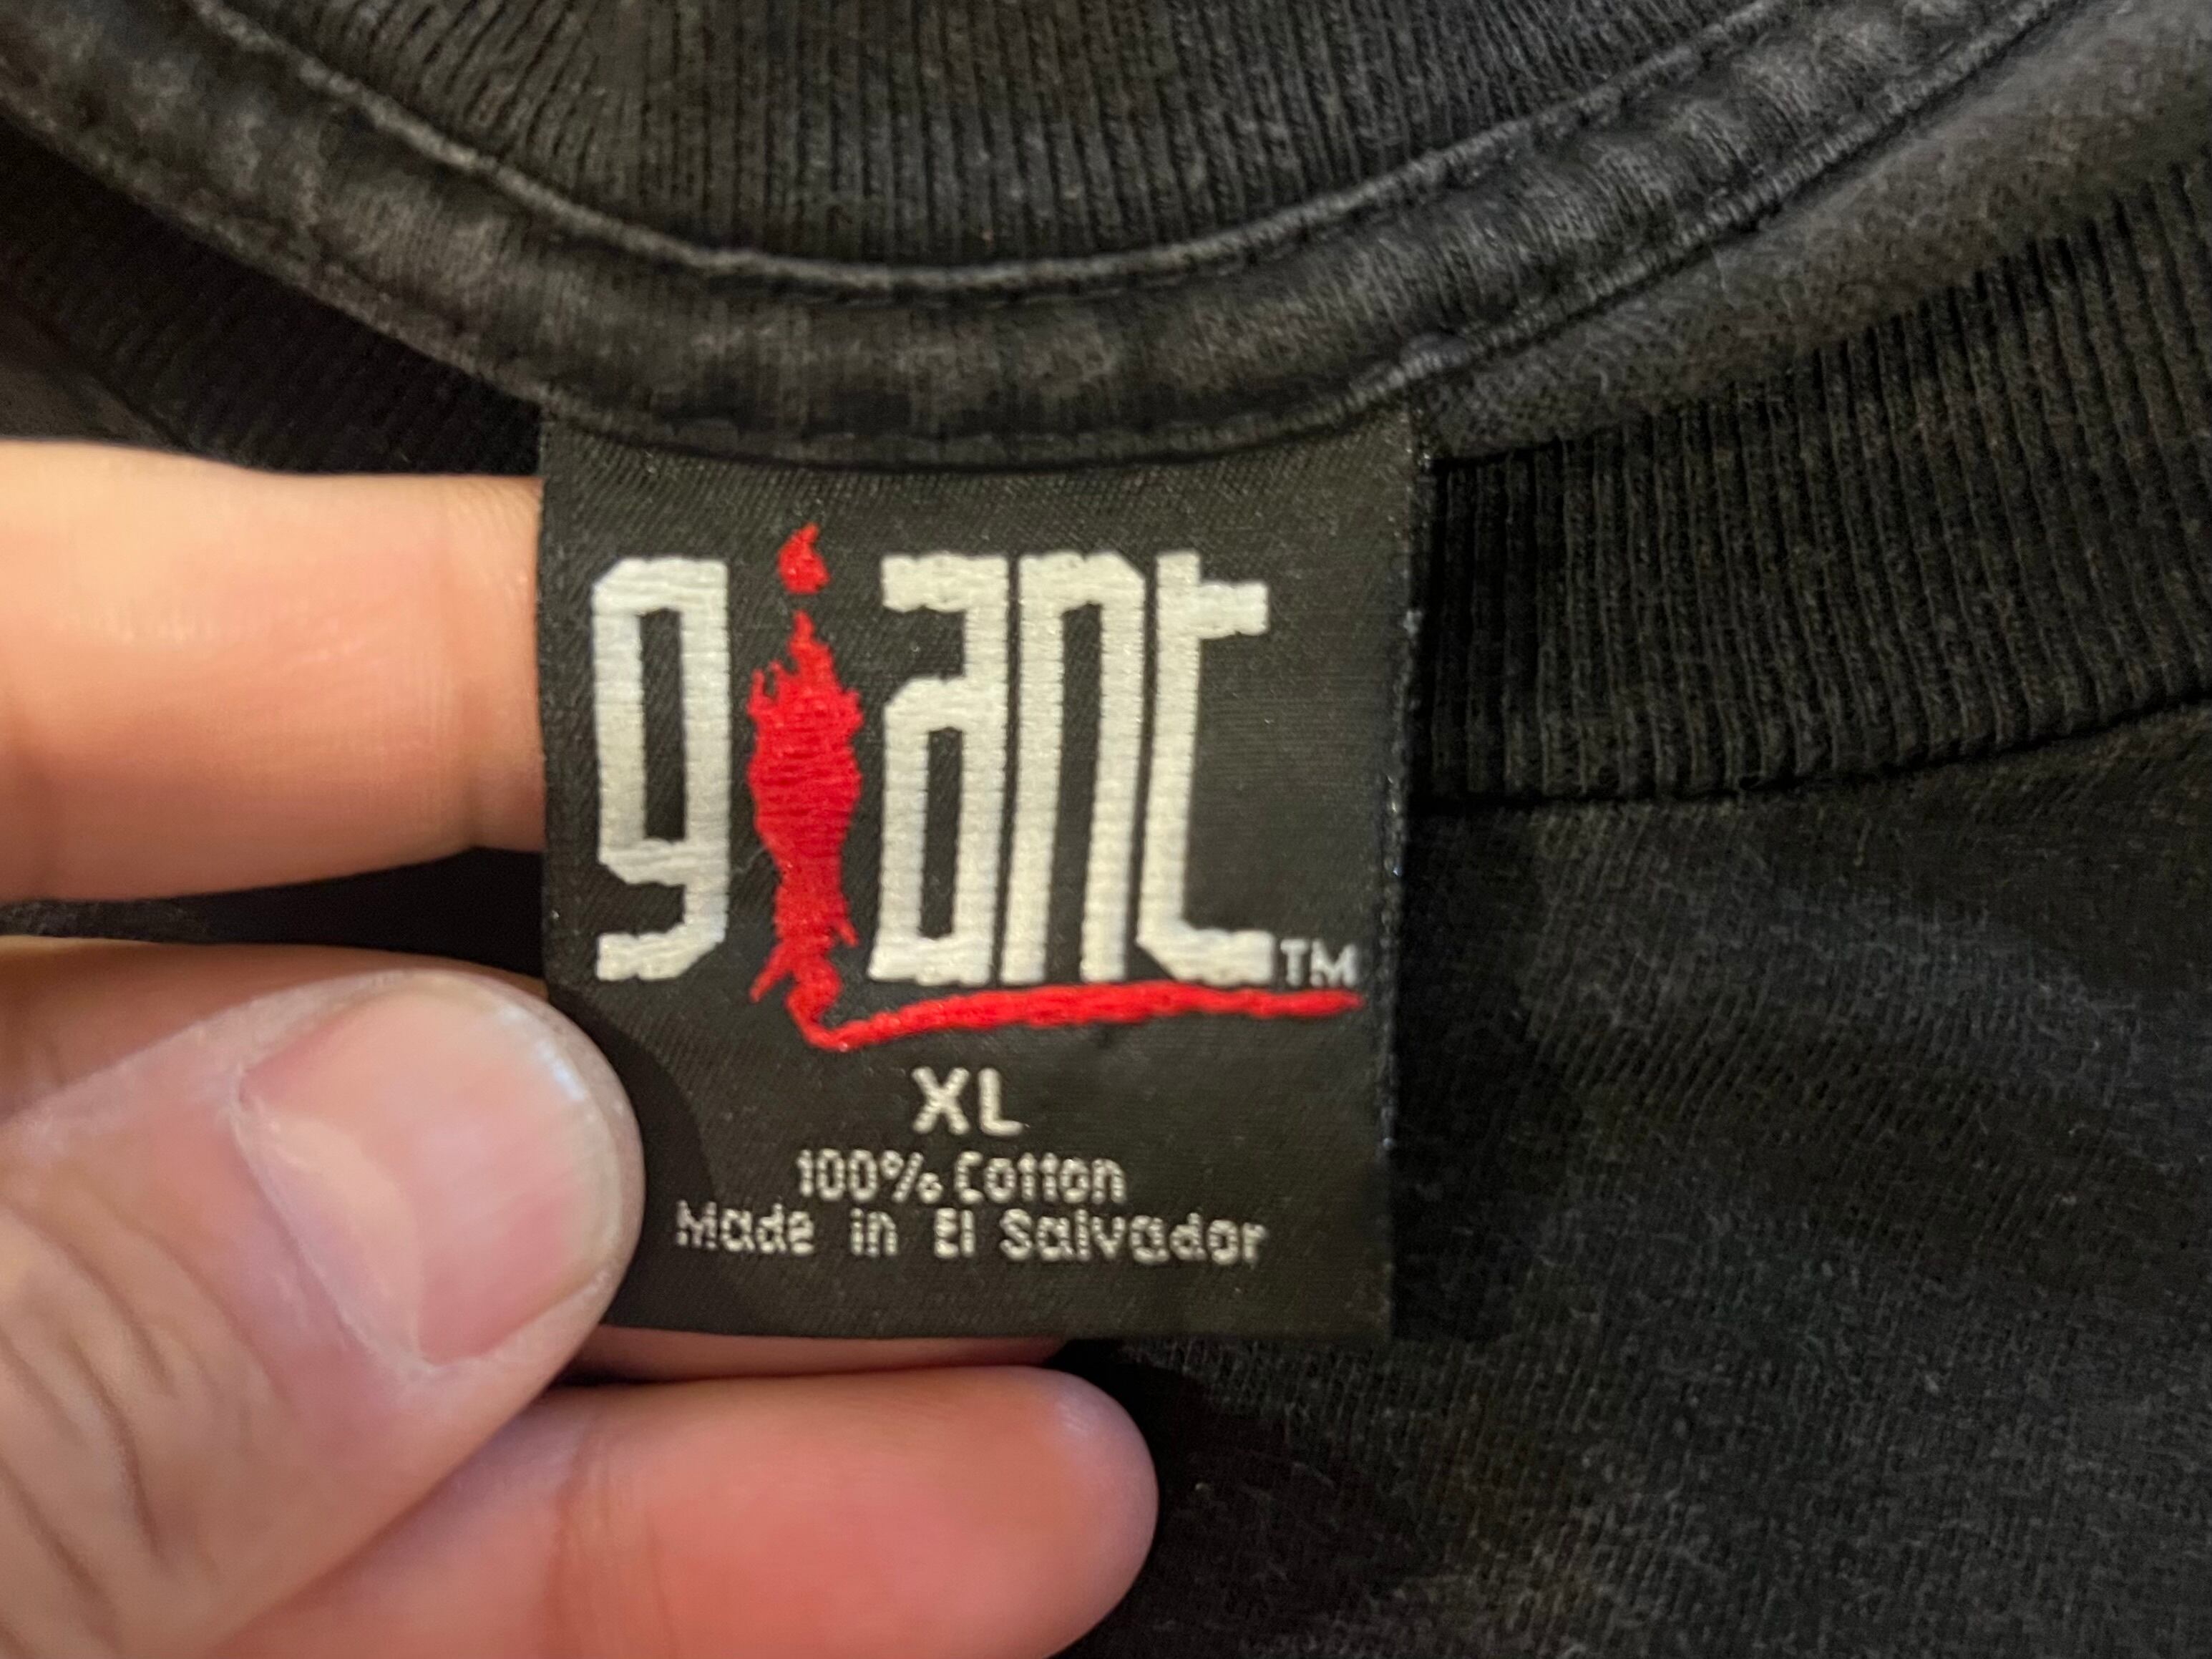 giant™
XL
100% Cotton
Made in El Salvador